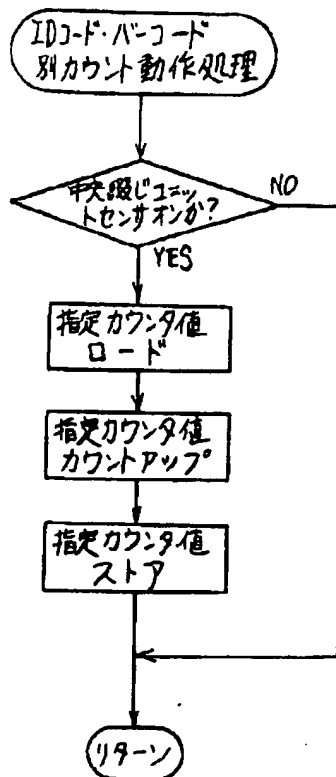 IDコード・バーコード
別カウント動作処理
中央綴じユニッ
トセンサオンか?
NO
YES
指定カウンタ値
ロード
指定カウンタ値
カウントアップ
指定カウンタ値
ストア
リターン